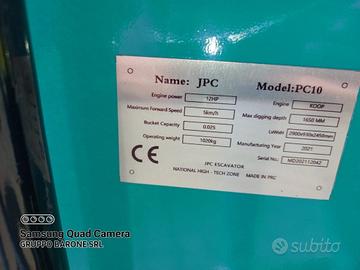 Name: JPC Model:PC10
Engine power 12HP Engine KOOP
Maximum Forward Speed 5km/h Max digging depth 1650 MM
Bucket Capacity 0.025 LxWxH 2900x930x2450mm
Operating weight 1020kg Manufacturing Year 2021
Serial No.: MD202112042
CE
JPC ESCAVATOR
NATIONAL HIGH - TECH ZONE MADE IN PRC
Samsung Quad Camera
GRUPPO BARONE SRL
subito